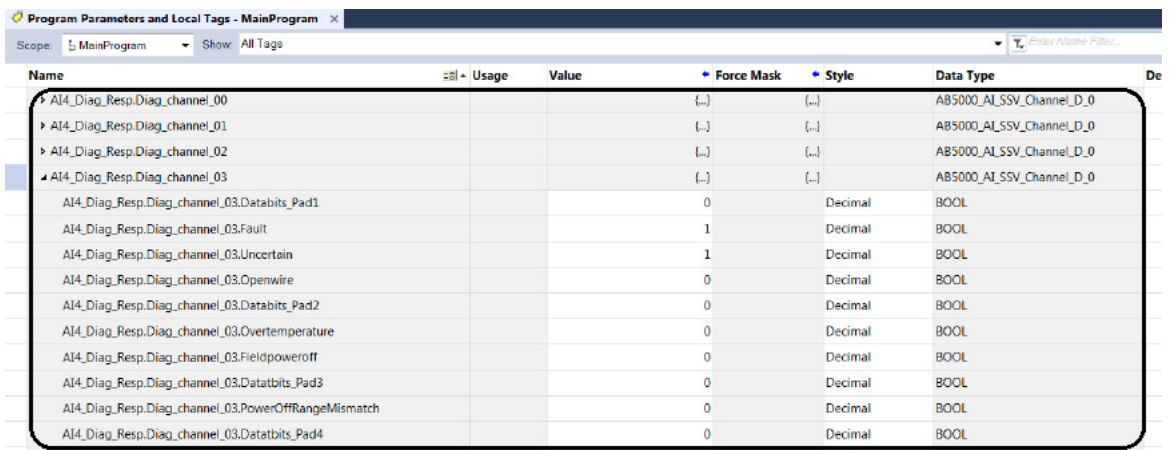 Program Parameters and Local Tags - MainProgram ×
Scope: MainProgram Show: All Tags Enter Name Filter...
Name Usage Value Force Mask Style Data Type De
AI4_Diag_Resp.Diag_channel_00 {...} {...} AB5000_AI_SSV_Channel_D_0
AI4_Diag_Resp.Diag_channel_01 {...} {...} AB5000_AI_SSV_Channel_D_0
AI4_Diag_Resp.Diag_channel_02 {...} {...} AB5000_AI_SSV_Channel_D_0
AI4_Diag_Resp.Diag_channel_03 {...} {...} AB5000_AI_SSV_Channel_D_0
AI4_Diag_Resp.Diag_channel_03.Databits_Pad1 0 Decimal BOOL
AI4_Diag_Resp.Diag_channel_03.Fault 1 Decimal BOOL
AI4_Diag_Resp.Diag_channel_03.Uncertain 1 Decimal BOOL
AI4_Diag_Resp.Diag_channel_03.Openwire 0 Decimal BOOL
AI4_Diag_Resp.Diag_channel_03.Databits_Pad2 0 Decimal BOOL
AI4_Diag_Resp.Diag_channel_03.Overtemperature 0 Decimal BOOL
AI4_Diag_Resp.Diag_channel_03.Fieldpoweroff 0 Decimal BOOL
AI4_Diag_Resp.Diag_channel_03.Datatbits_Pad3 0 Decimal BOOL
AI4_Diag_Resp.Diag_channel_03.PowerOffRangeMismatch 0 Decimal BOOL
AI4_Diag_Resp.Diag_channel_03.Datatbits_Pad4 0 Decimal BOOL